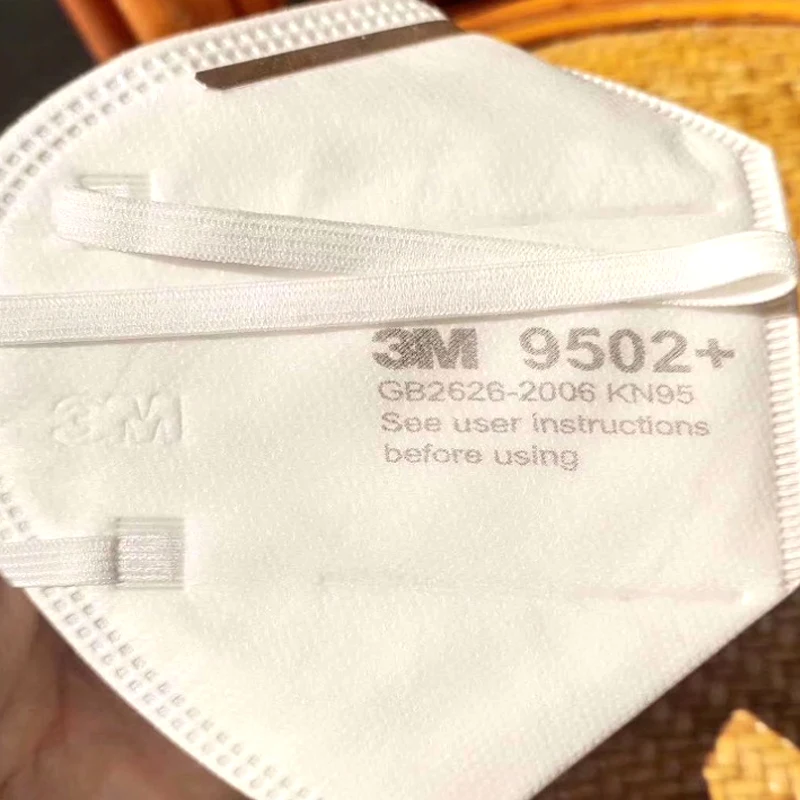 3M 9502+
GB2626-2006 KN95
See user instructions
before using
3M